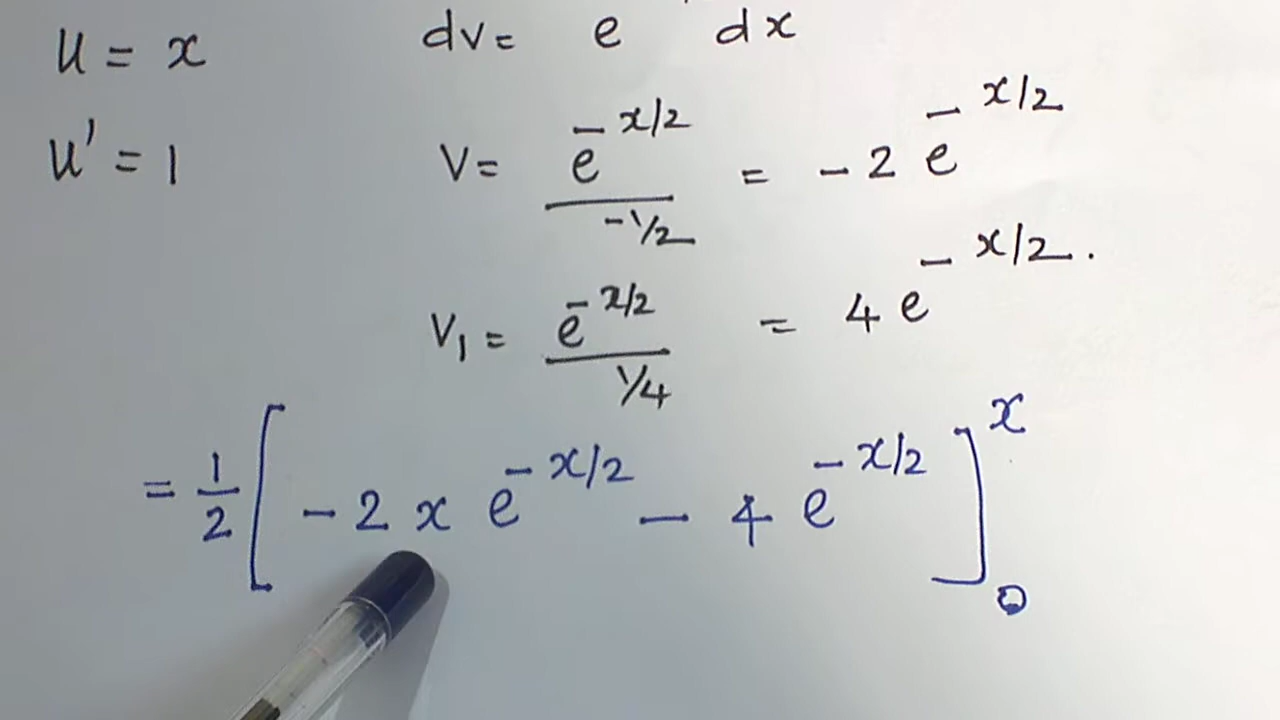 u = x dv = e dx
u' = 1 v = e^{-x/2} / -1/2 = -2 e^{-x/2}
v₁ = e^{-x/2} / 1/4 = 4 e^{-x/2}.
= 1/2 [ -2 x e^{-x/2} - 4 e^{-x/2} ]_0^x